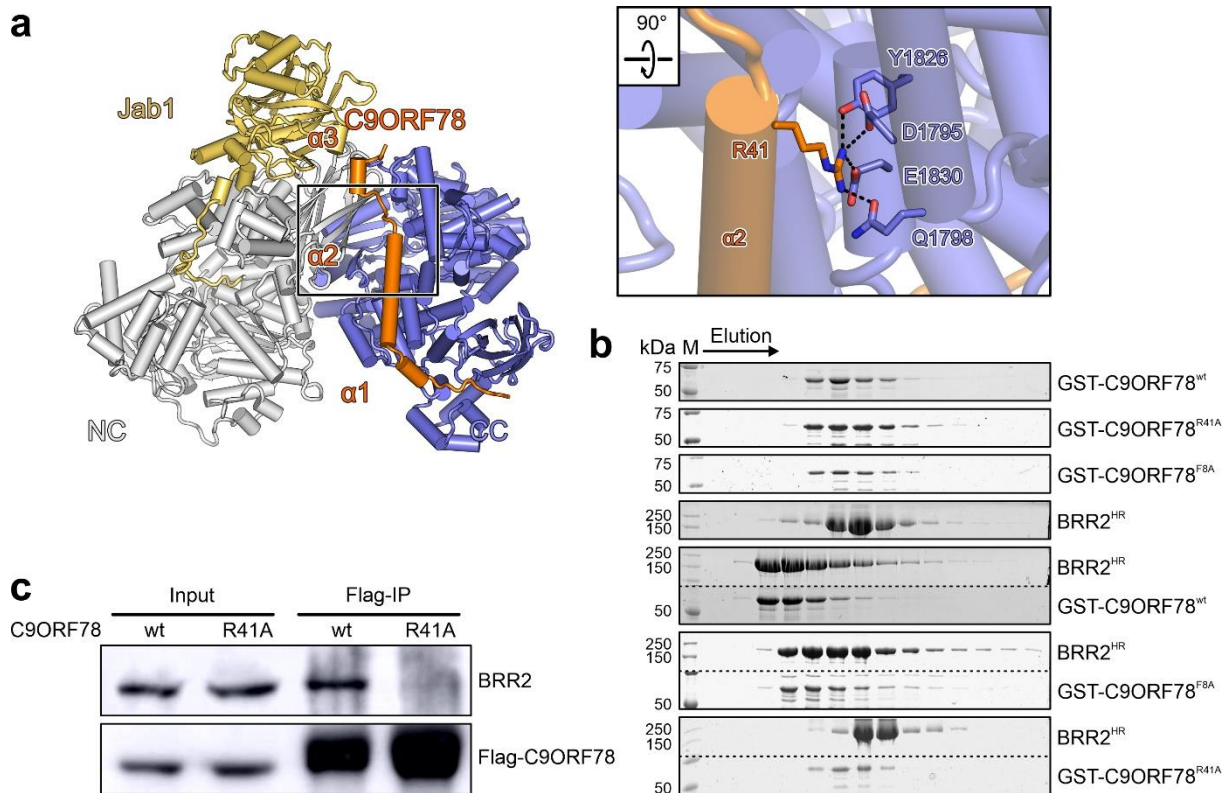 a
Jab1
α3
C9ORF78
α2
α1
NC
CC
90°
Y1826
D1795
R41
E1830
Q1798
α2
b
kDa M Elution
75
50
GST-C9ORF78wt
75
50
GST-C9ORF78R41A
75
50
GST-C9ORF78F8A
250
150
BRR2HR
250
150
BRR2HR
50
GST-C9ORF78wt
250
150
BRR2HR
50
GST-C9ORF78F8A
250
150
BRR2HR
50
GST-C9ORF78R41A
c
Input Flag-IP
C9ORF78 wt R41A wt R41A
BRR2
Flag-C9ORF78